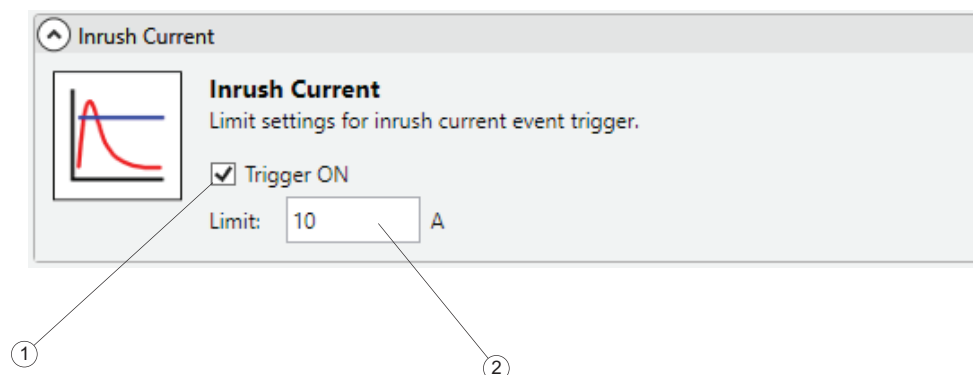 Inrush Current
Inrush Current
Limit settings for inrush current event trigger.
Trigger ON
Limit: 10 A
1
2